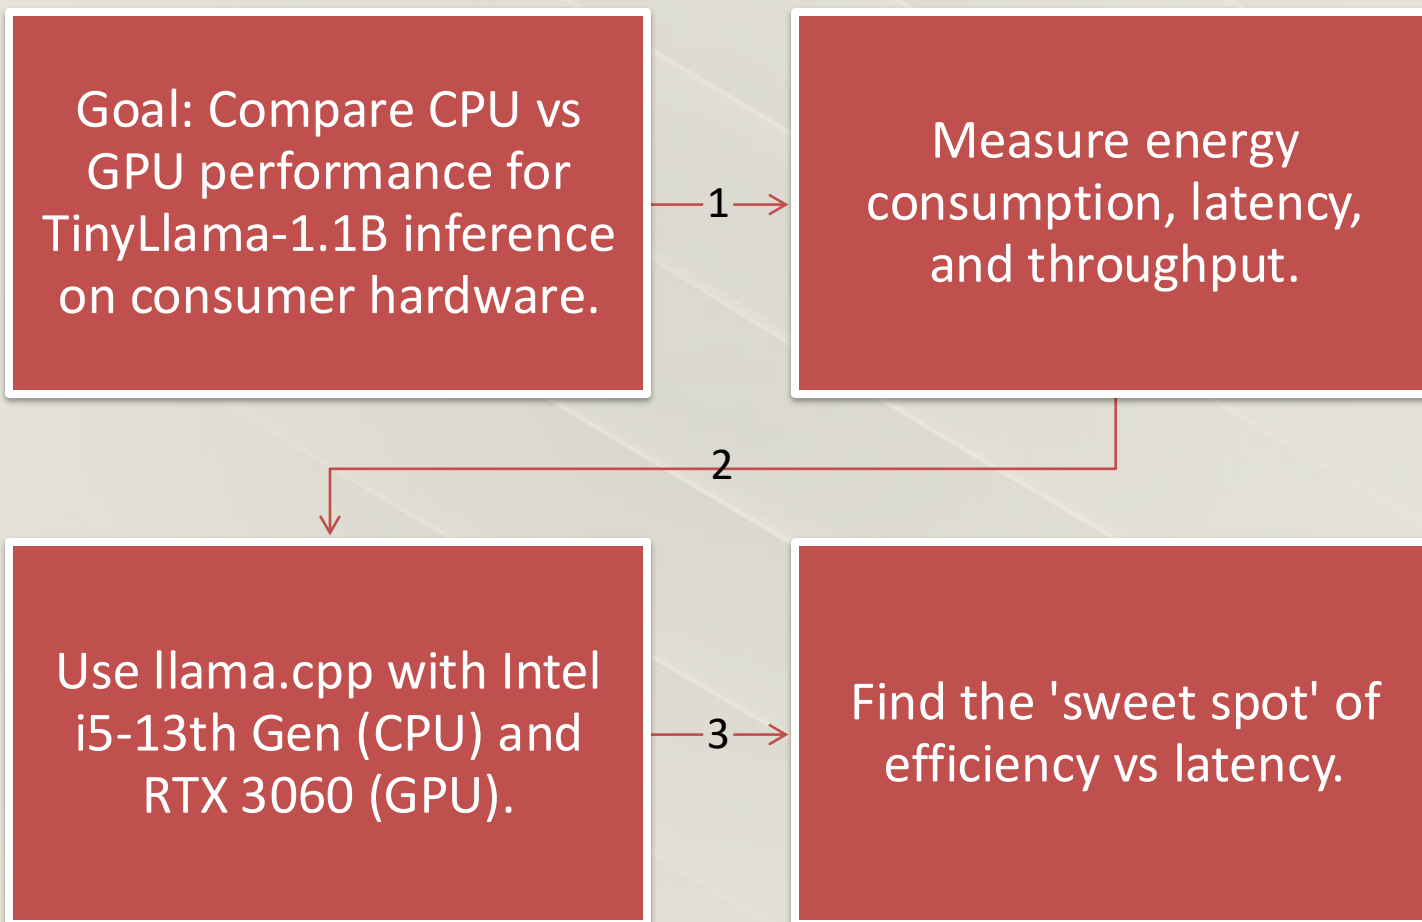 Goal: Compare CPU vs
GPU performance for
TinyLlama-1.1B inference
on consumer hardware.
1
Measure energy
consumption, latency,
and throughput.
2
Use llama.cpp with Intel
i5-13th Gen (CPU) and
RTX 3060 (GPU).
3
Find the 'sweet spot' of
efficiency vs latency.